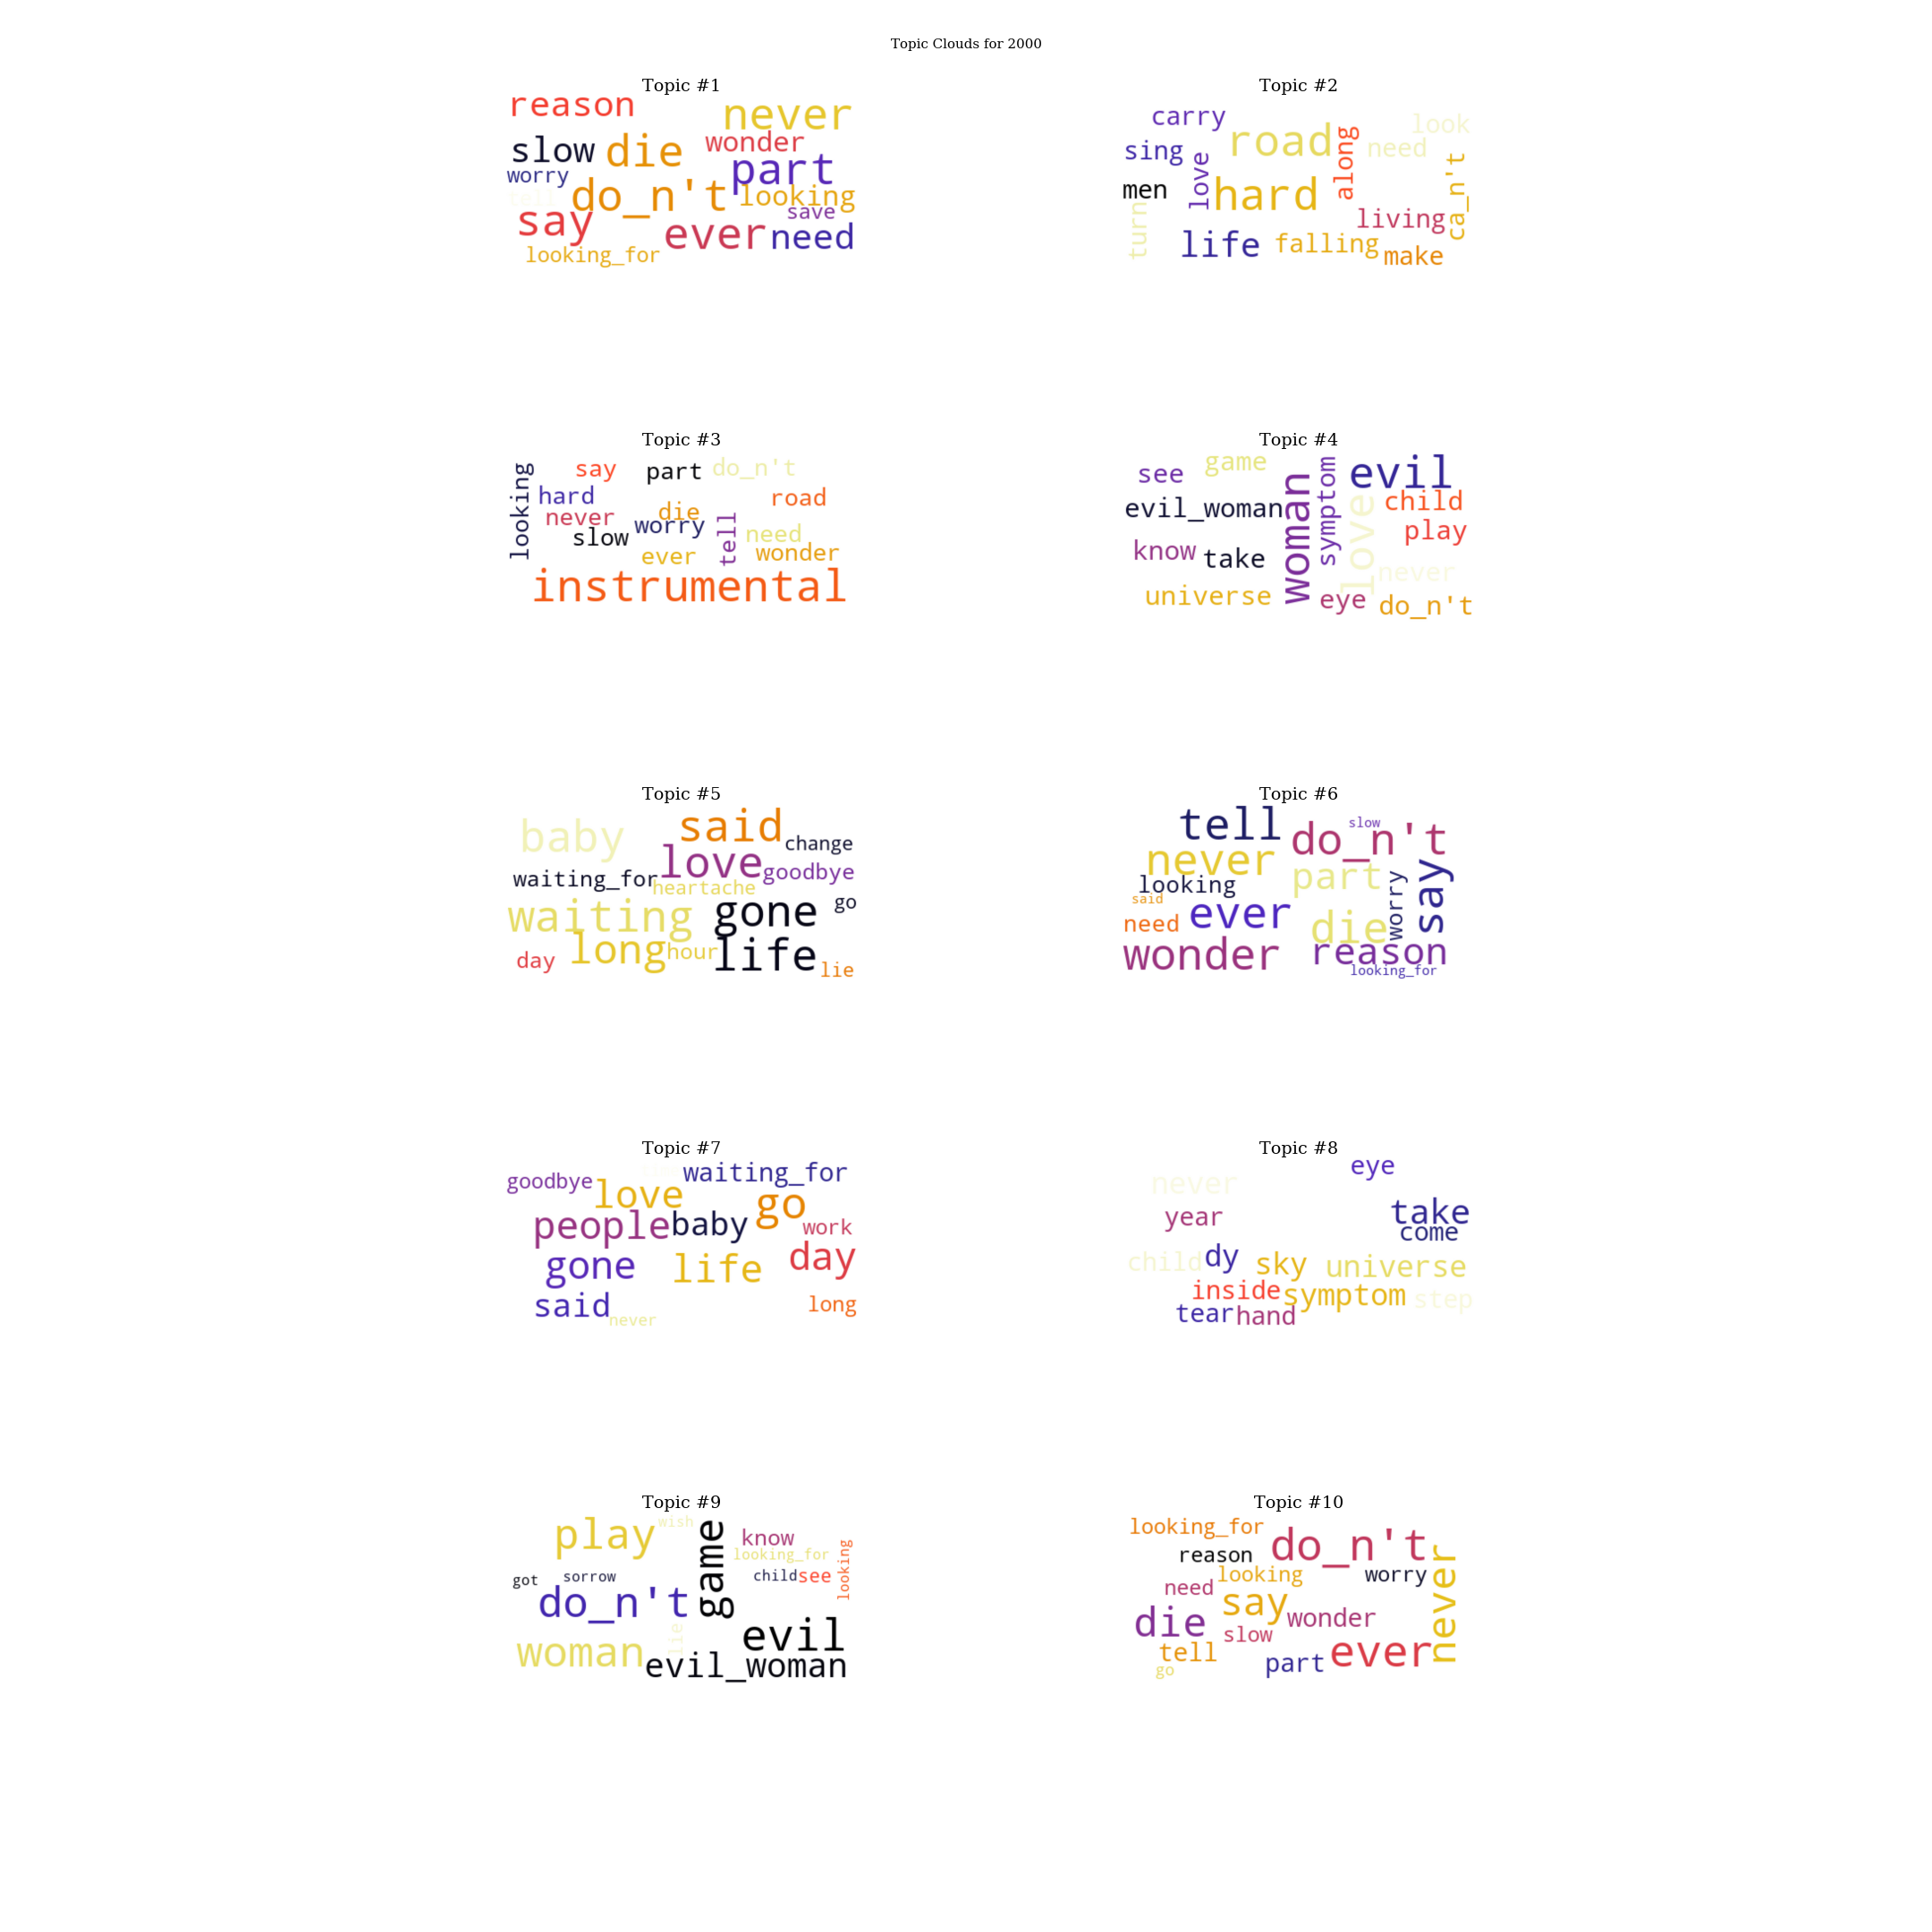 Topic Clouds for 2000
Topic #1
reason
never
slow
die
wonder
part
worry
do_n't
looking
tell
save
say
ever
need
looking_for
Topic #2
carry
road
look
sing
along
need
love
men
hard
ca_n't
turn
living
life
falling
make
Topic #3
looking
say
part
do_n't
hard
road
never
die
worry
tell
need
slow
ever
wonder
instrumental
Topic #4
see
game
woman
symptom
evil
evil_woman
love
child
play
know
take
never
universe
eye
do_n't
Topic #5
baby
said
change
love
goodbye
waiting_for
heartache
waiting
gone
go
long
hour
life
day
lie
Topic #6
tell
slow
do_n't
never
part
looking
say
said
worry
need
ever
die
wonder
reason
looking_for
Topic #7
goodbye
waiting_for
love
go
people
baby
work
day
gone
life
said
long
never
Topic #8
eye
never
year
take
come
child
dy
sky
universe
inside
symptom
step
tear
hand
Topic #9
play
wish
game
know
looking_for
looking
got
sorrow
child
see
do_n't
evil
woman
lie
evil_woman
Topic #10
looking_for
do_n't
reason
never
looking
worry
need
say
die
wonder
slow
tell
part
ever
go